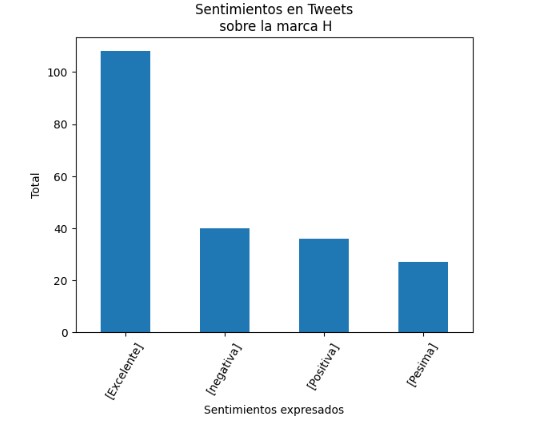 Sentimientos en Tweets
sobre la marca H
Total
100
80
60
40
20
0
[Excelente]
[negativa]
[Positiva]
[Pesima]
Sentimientos expresados